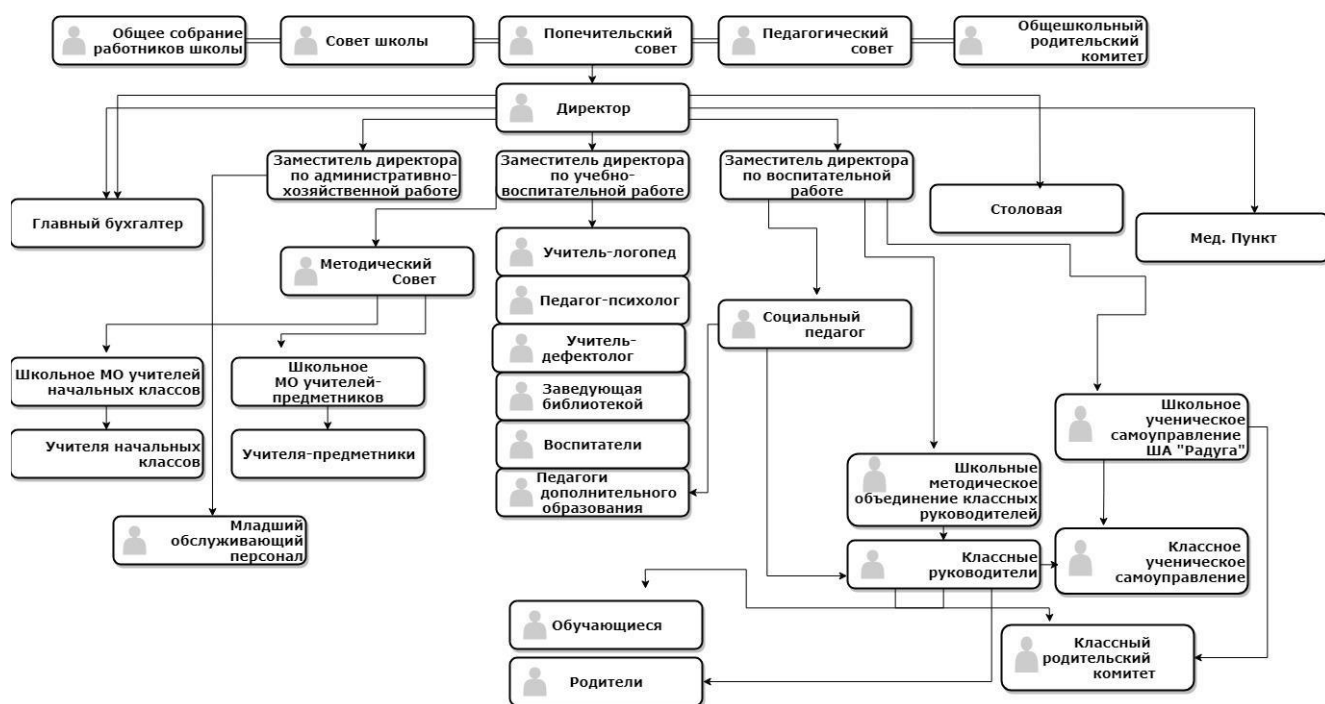 Общее собрание
работников школы
Совет школы
Попечительский
совет
Педагогический
совет
Общешкольный
родительский
комитет
Директор
Заместитель директора
по административно-
хозяйственной работе
Заместитель директора
по учебно-
воспитательной работе
Заместитель директора
по воспитательной
работе
Главный бухгалтер
Столовая
Мед. Пункт
Методический
Совет
Учитель-логопед
Педагог-психолог
Учитель-
дефектолог
Заведующая
библиотекой
Воспитатели
Педагоги
дополнительного
образования
Социальный
педагог
Школьное МО учителей
начальных классов
Школьное
МО учителей-
предметников
Учителя начальных
классов
Учителя-предметники
Школьное
ученическое
самоуправление
ША "Радуга"
Школьные
методическое
объединение классных
руководителей
Младший
обслуживающий
персонал
Классные
руководители
Классное
ученическое
самоуправление
Обучающиеся
Классный
родительский
комитет
Родители